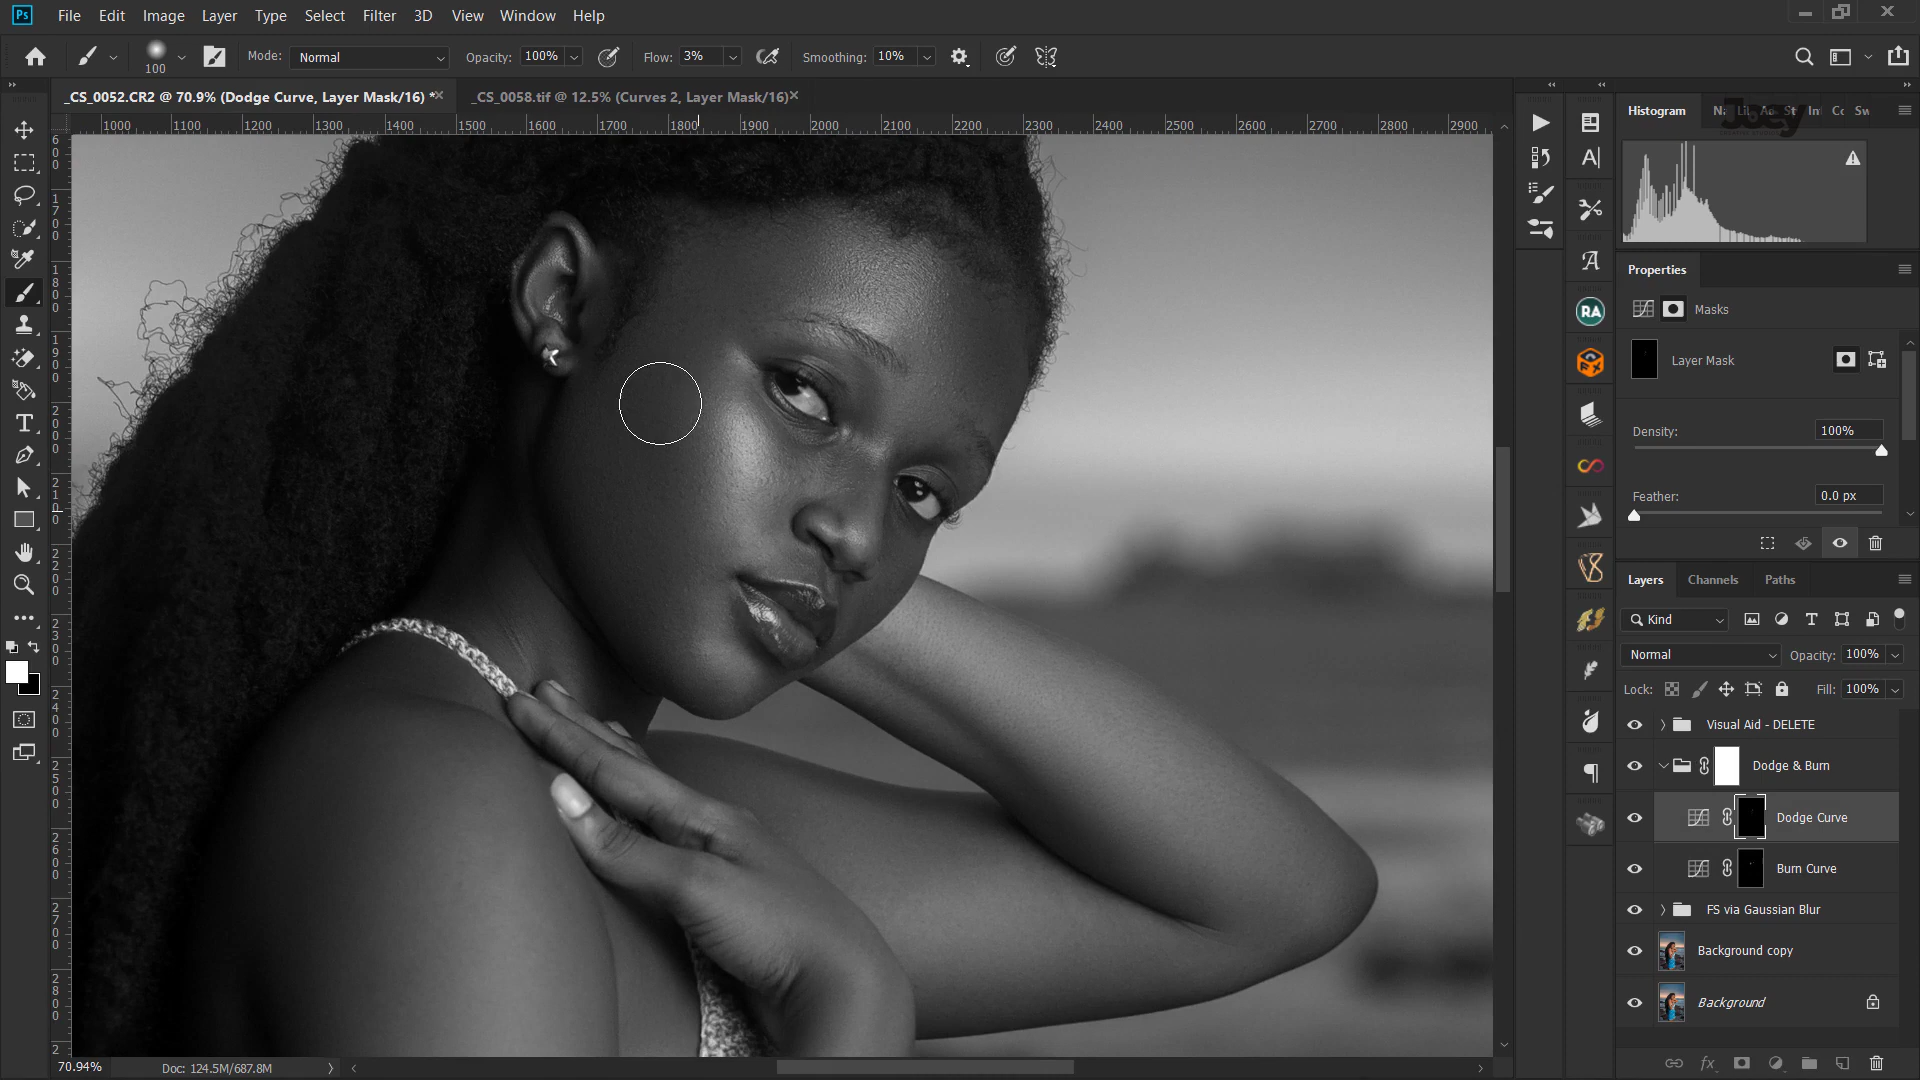 Ps File Edit Image Layer Type Select Filter 3D View Window Help
100 Mode: Normal Opacity: 100% Flow: 3% Smoothing: 10%
_CS_0052.CR2 @ 70.9% (Dodge Curve, Layer Mask/16) * _CS_0058.tif @ 12.5% (Curves 2, Layer Mask/16)
1000 1100 1200 1300 1400 1500 1600 1700 1800 1900 2000 2100 2200 2300 2400 2500 2600 2700 2800 2900
Histogram
Properties
Masks
Layer Mask
Density: 100%
Feather: 0.0 px
Layers Channels Paths
Kind
Normal Opacity: 100%
Lock: Fill: 100%
Visual Aid - DELETE
Dodge & Burn
Dodge Curve
Burn Curve
FS via Gaussian Blur
Background copy
Background
RA
70.94% Doc: 124.5M/687.8M